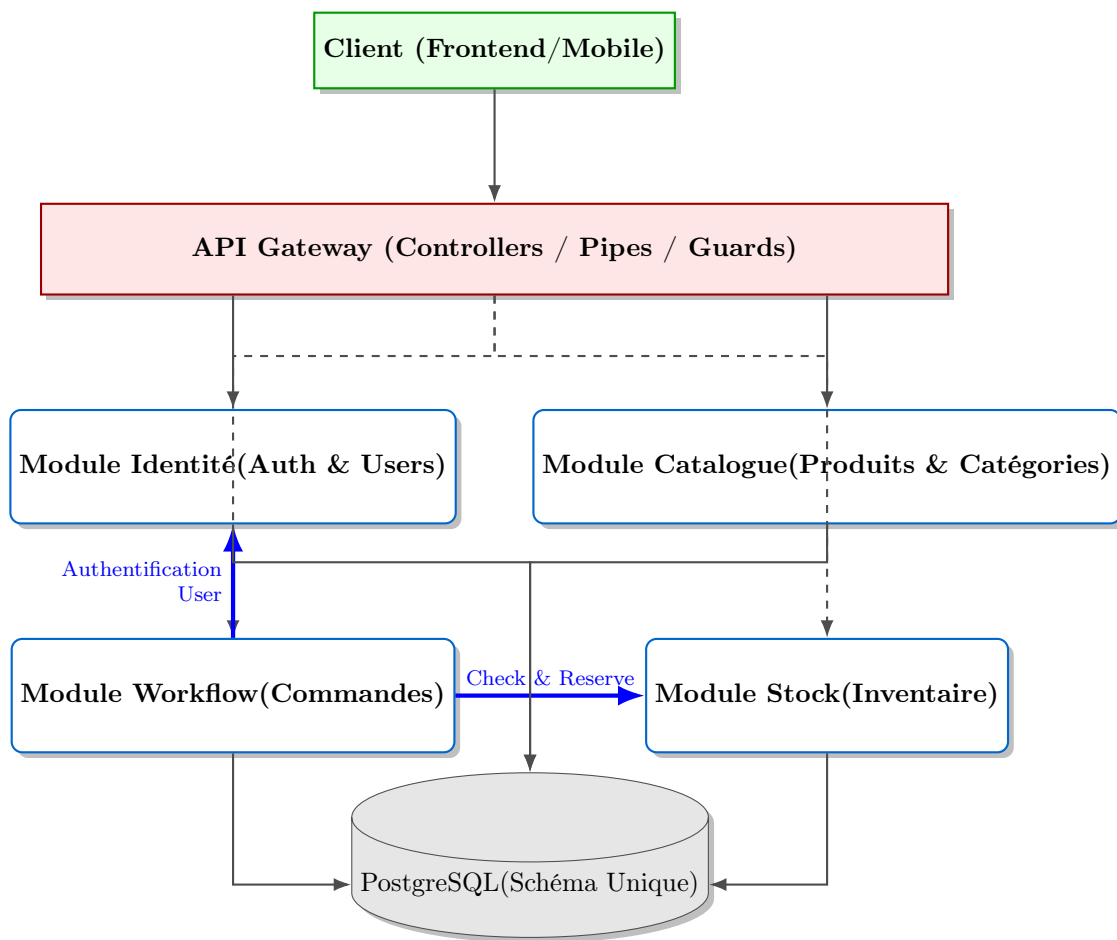 Client (Frontend/Mobile)
API Gateway (Controllers / Pipes / Guards)
Module Identité(Auth & Users)
Module Catalogue(Produits & Catégories)
Authentification
User
Module Workflow(Commandes)
Check & Reserve
Module Stock(Inventaire)
PostgreSQL(Schéma Unique)